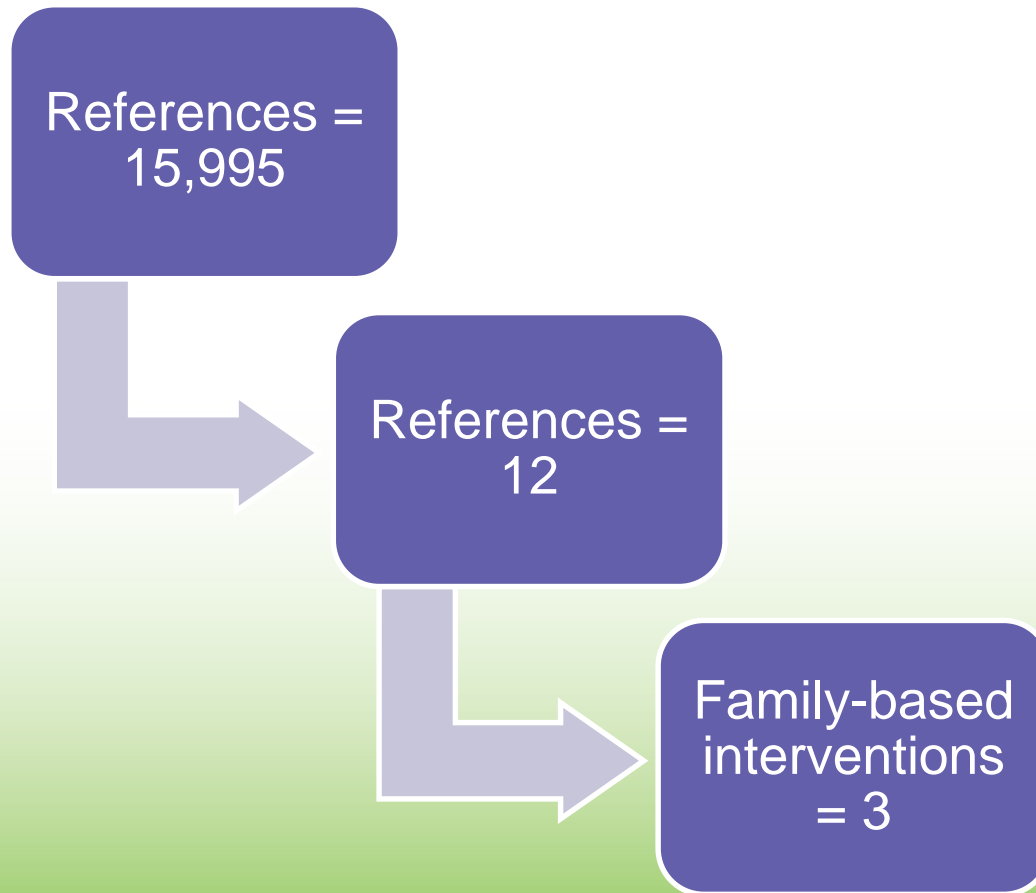 References =
15,995
References =
12
Family-based
interventions
= 3